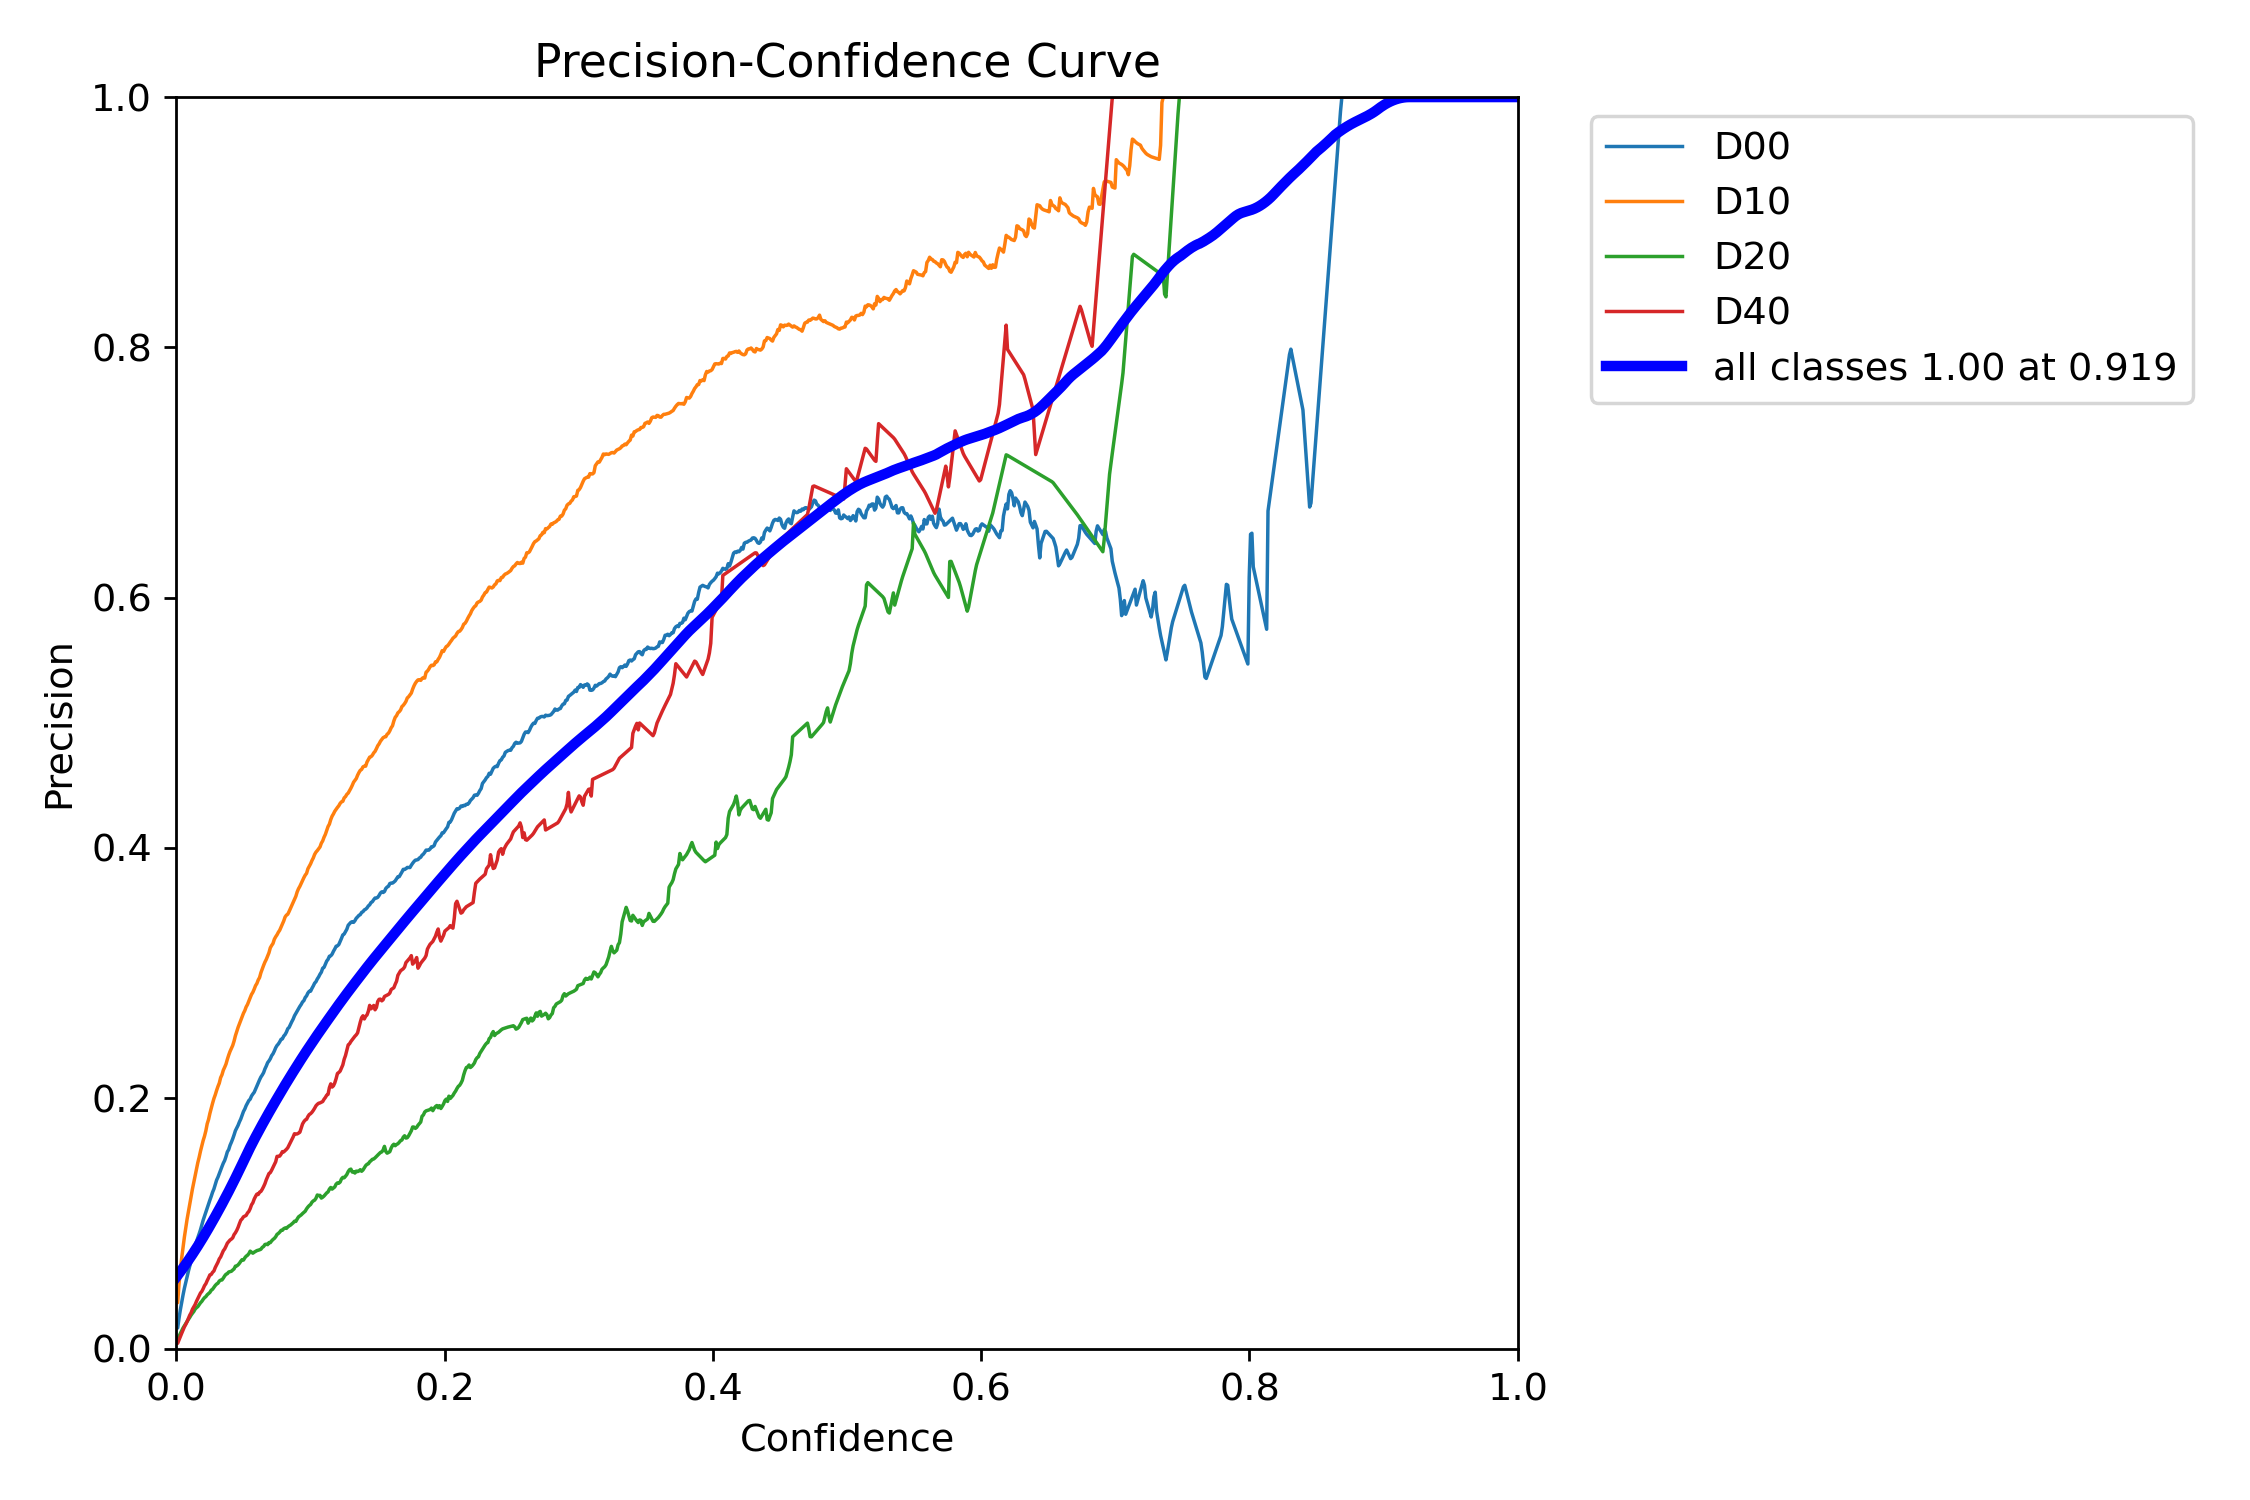 Precision-Confidence Curve
1.0
0.8
0.6
0.4
0.2
0.0
Precision
0.0 0.2 0.4 0.6 0.8 1.0
Confidence
D00
D10
D20
D40
all classes 1.00 at 0.919